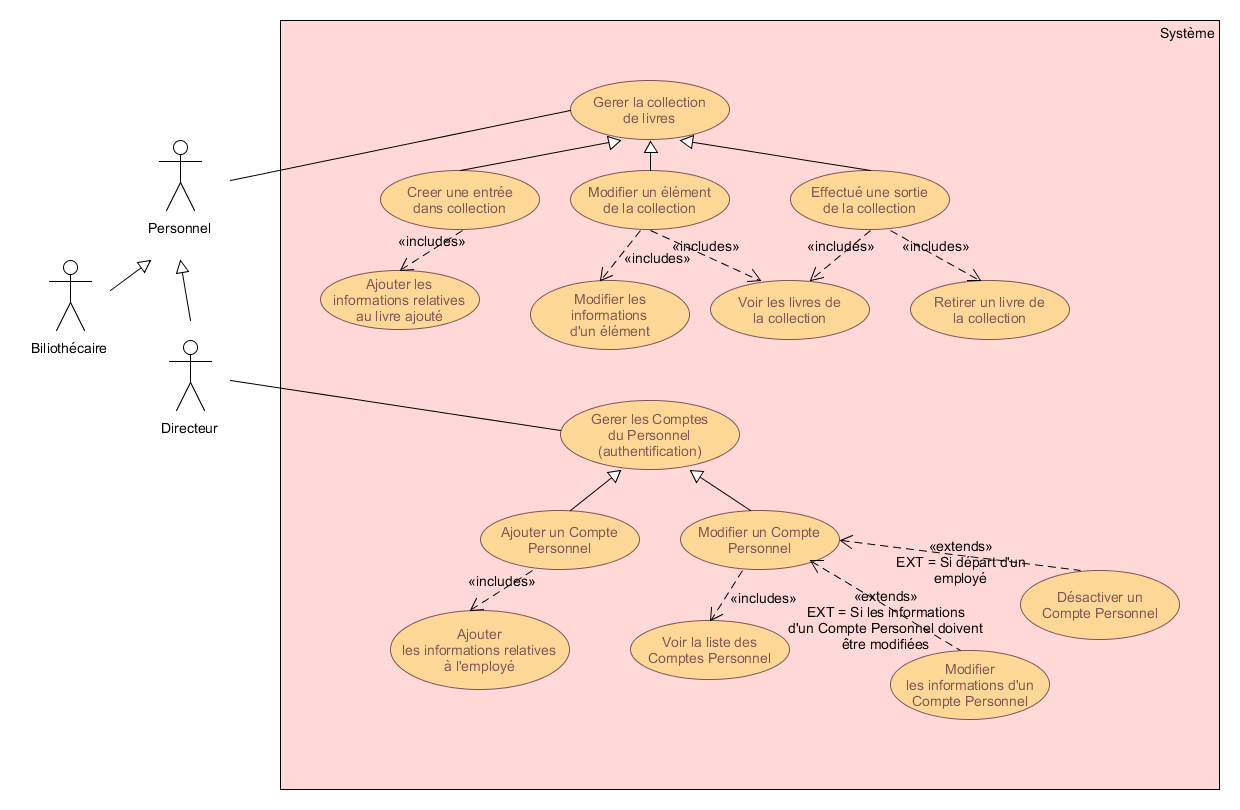 Système
Gerer la collection
de livres
Personnel
Creer une entrée
dans collection
Modifier un élément
de la collection
Effectué une sortie
de la collection
«includes»
«includes»
«includes»
«includes»
«includes»
Ajouter les
informations relatives
au livre ajouté
Modifier les
informations
d'un élément
Voir les livres de
la collection
Retirer un livre de
la collection
Biliothécaire
Directeur
Gerer les Comptes
du Personnel
(authentification)
Ajouter un Compte
Personnel
Modifier un Compte
Personnel
«extends»
EXT = Si départ d'un
employé
«includes»
«includes»
«extends»
EXT = Si les informations
d'un Compte Personnel doivent
être modifiées
Désactiver un
Compte Personnel
Ajouter
les informations relatives
à l'employé
Voir la liste des
Comptes Personnel
Modifier
les informations d'un
Compte Personnel